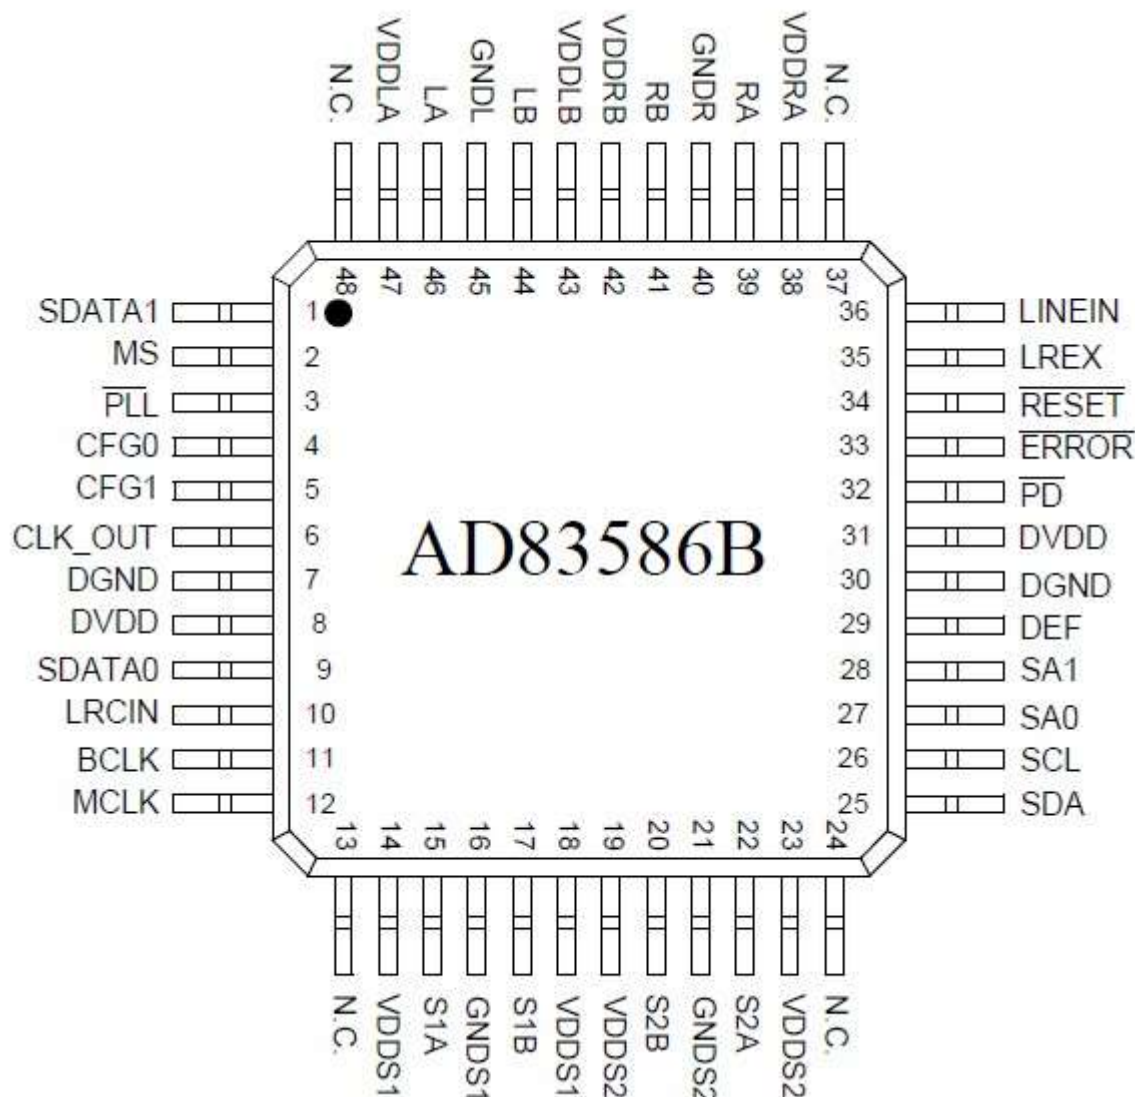 N.C.
VDDLA
LA
GNDL
LB
VDDLB
VDDRB
RB
GNDR
RA
VDDRA
N.C.
48
47
46
45
44
43
42
41
40
39
38
37
SDATA1 1
MS 2
PLL 3
CFG0 4
CFG1 5
CLK_OUT 6
DGND 7
DVDD 8
SDATA0 9
LRCIN 10
BCLK 11
MCLK 12
AD83586B
36 LINEIN
35 LREX
34 RESET
33 ERROR
32 PD
31 DVDD
30 DGND
29 DEF
28 SA1
27 SA0
26 SCL
25 SDA
13
14
15
16
17
18
19
20
21
22
23
24
N.C.
VDDS1
S1A
GNDS1
S1B
VDDS1
VDDS2
S2B
GNDS2
S2A
VDDS2
N.C.